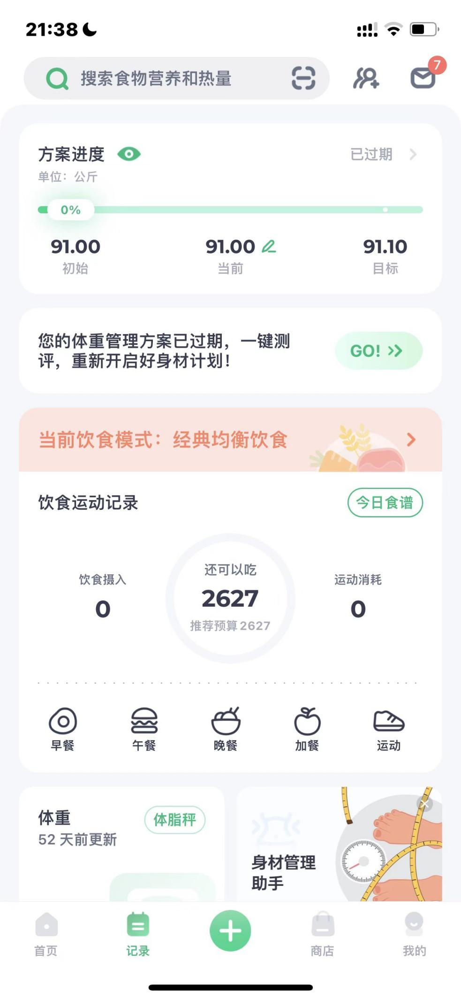 21:38
搜索食物营养和热量
7
方案进度
已过期
单位：公斤
0%
91.00
91.00
91.10
初始
当前
目标
您的体重管理方案已过期，一键测
评，重新开启好身材计划！
GO!
当前饮食模式：经典均衡饮食
饮食运动记录
今日食谱
饮食摄入
0
还可以吃
2627
推荐预算2627
运动消耗
0
早餐
午餐
晚餐
加餐
运动
体重
体脂秤
52 天前更新
身材管理
助手
首页
记录
商店
我的